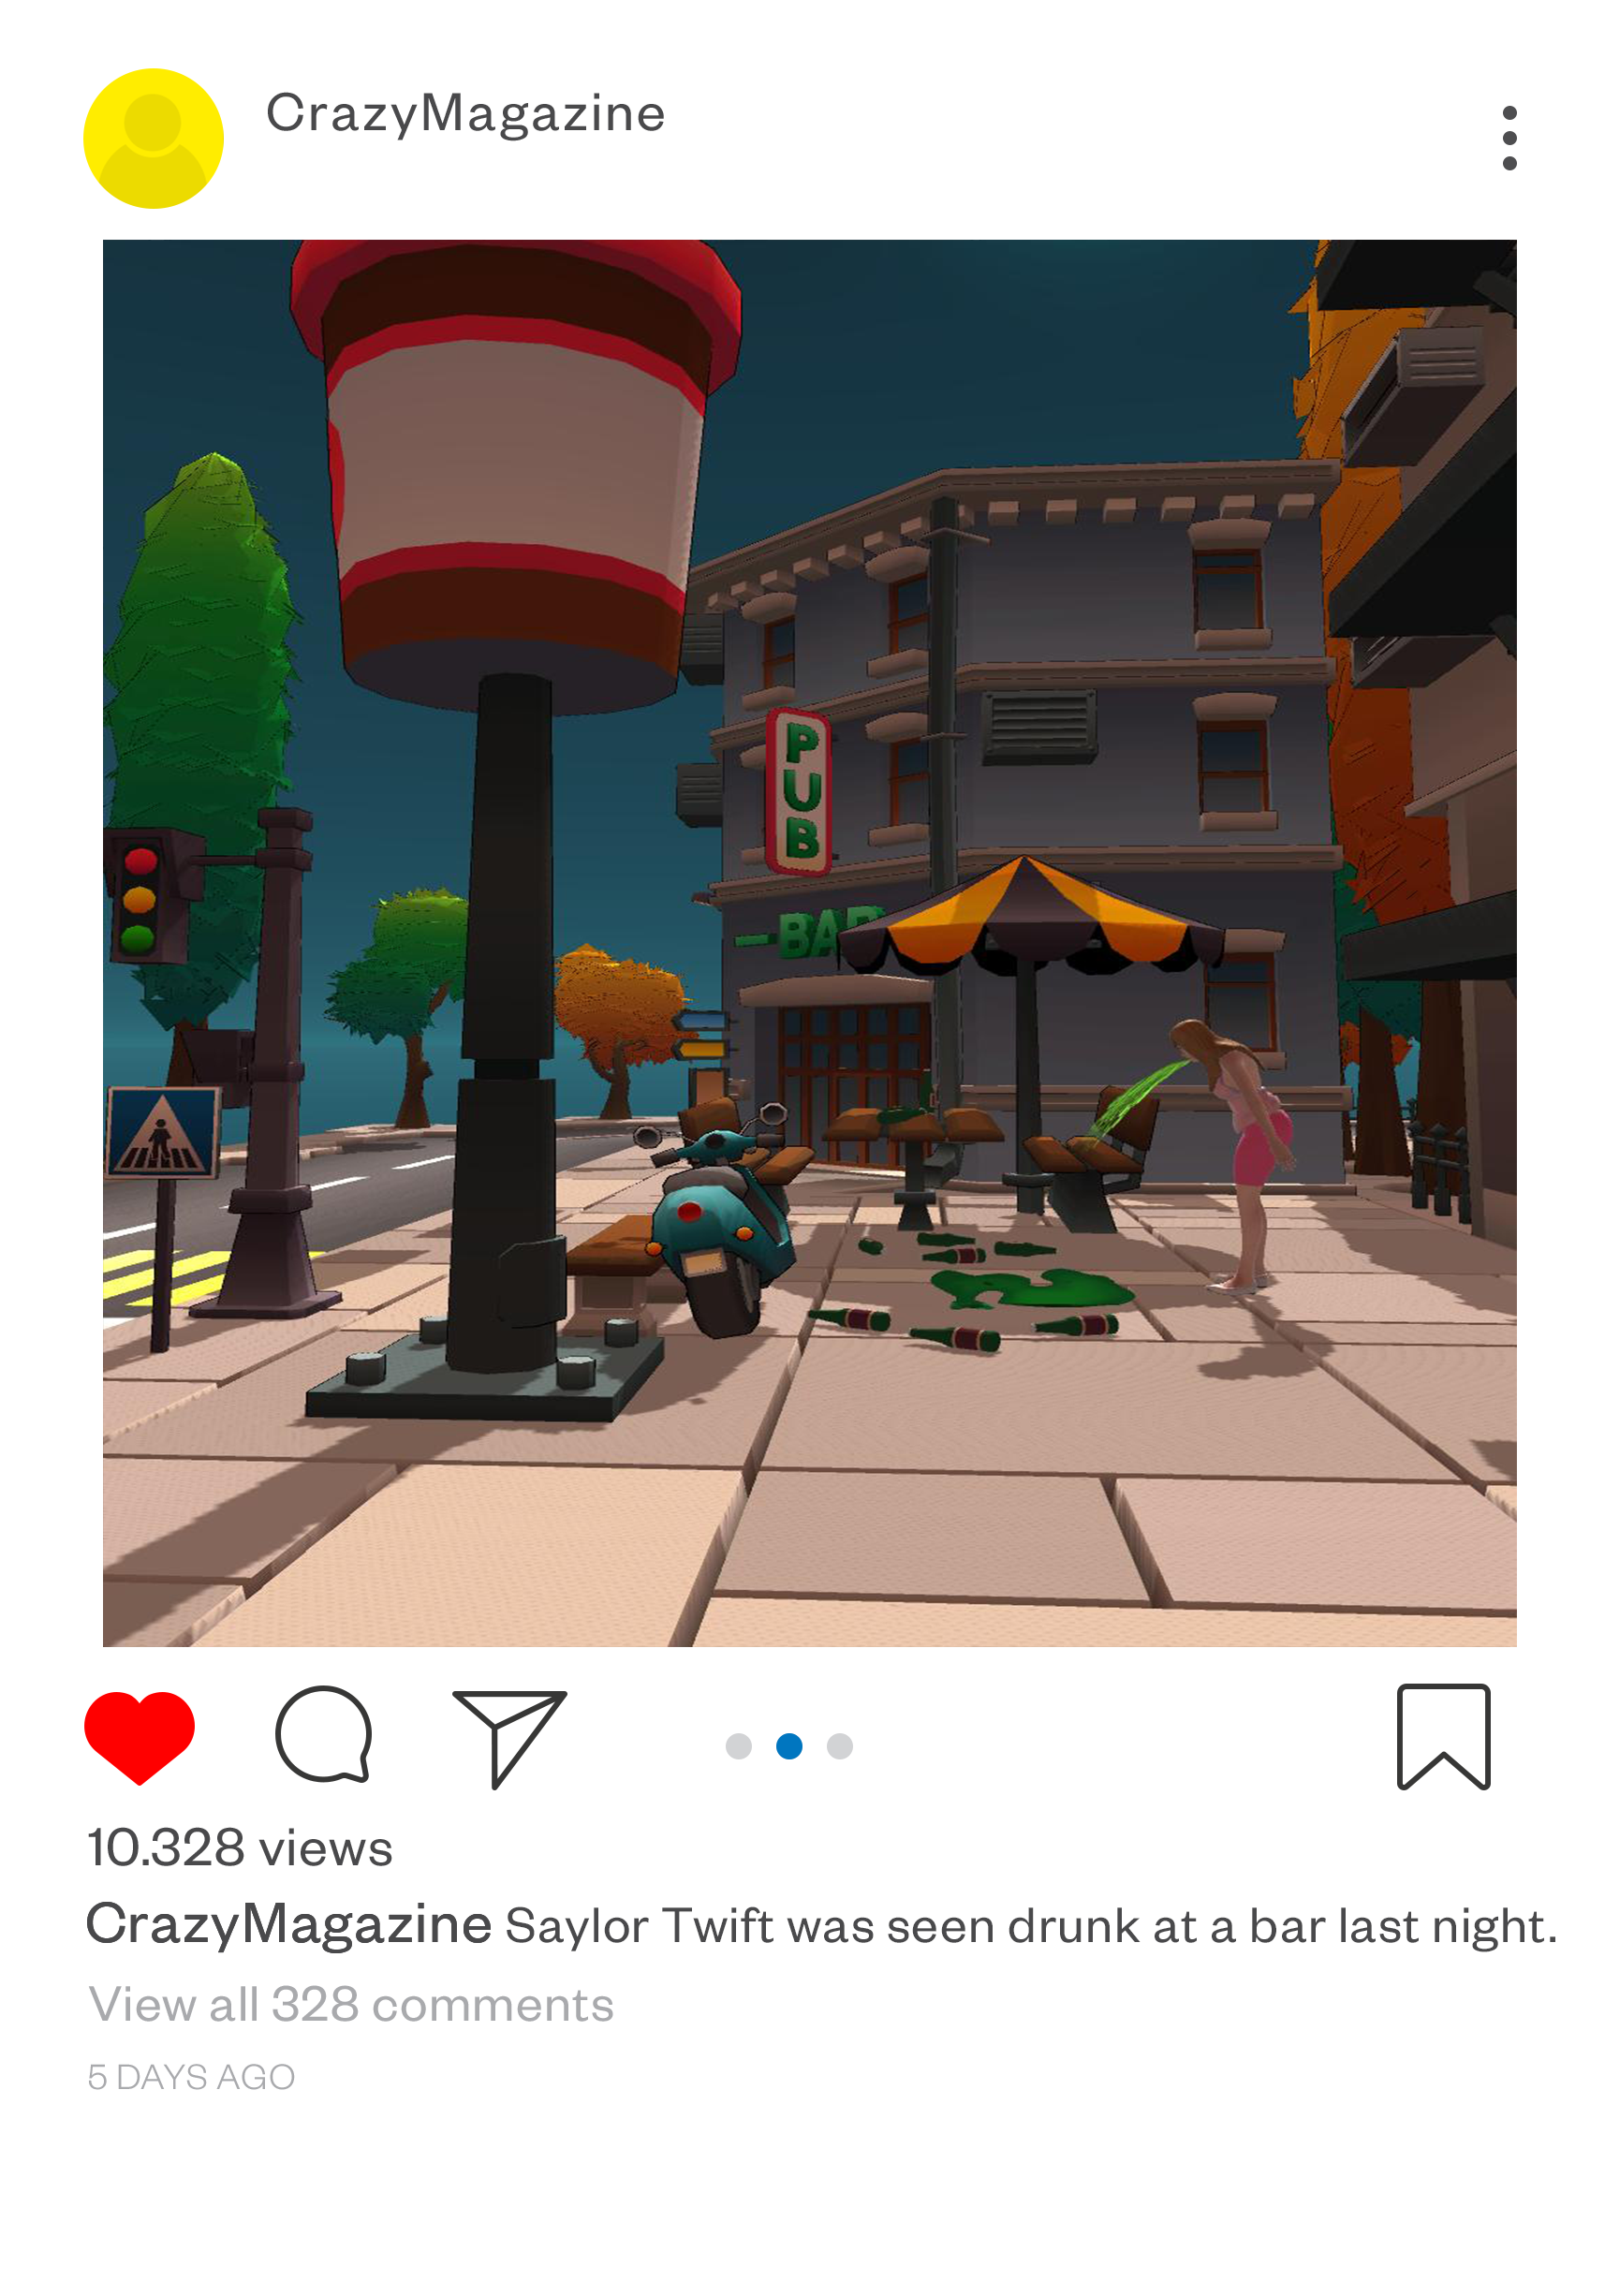 CrazyMagazine
PUB
BAR
10.328 views
CrazyMagazine Saylor Twift was seen drunk at a bar last night.
View all 328 comments
5 DAYS AGO